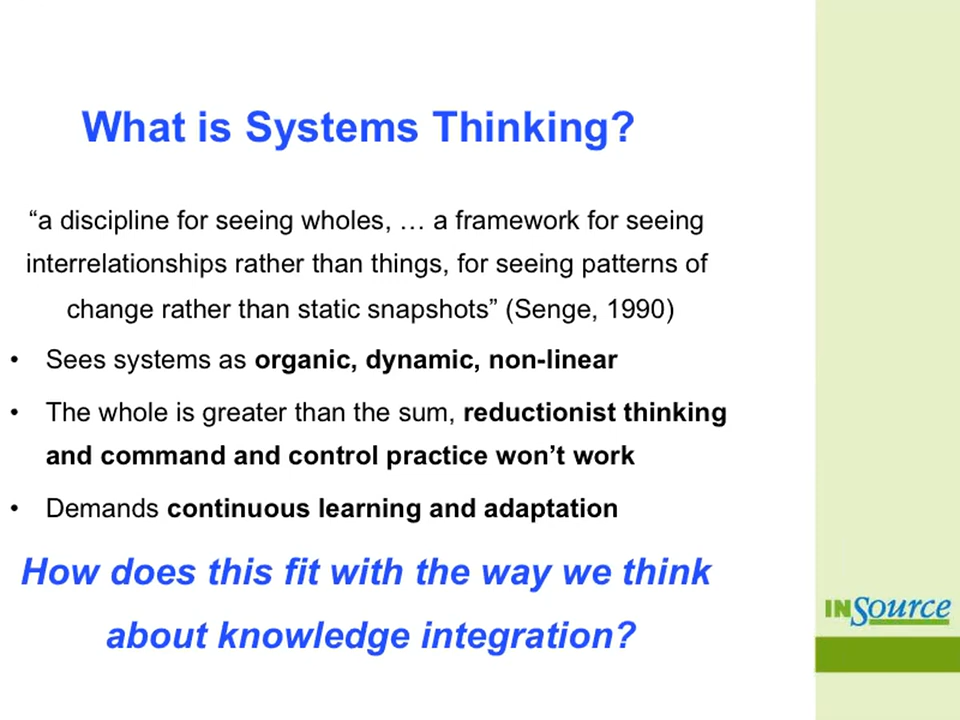 What is Systems Thinking?
“a discipline for seeing wholes, … a framework for seeing
interrelationships rather than things, for seeing patterns of
change rather than static snapshots” (Senge, 1990)
• Sees systems as organic, dynamic, non-linear
• The whole is greater than the sum, reductionist thinking
and command and control practice won’t work
• Demands continuous learning and adaptation
How does this fit with the way we think
about knowledge integration?
INSource